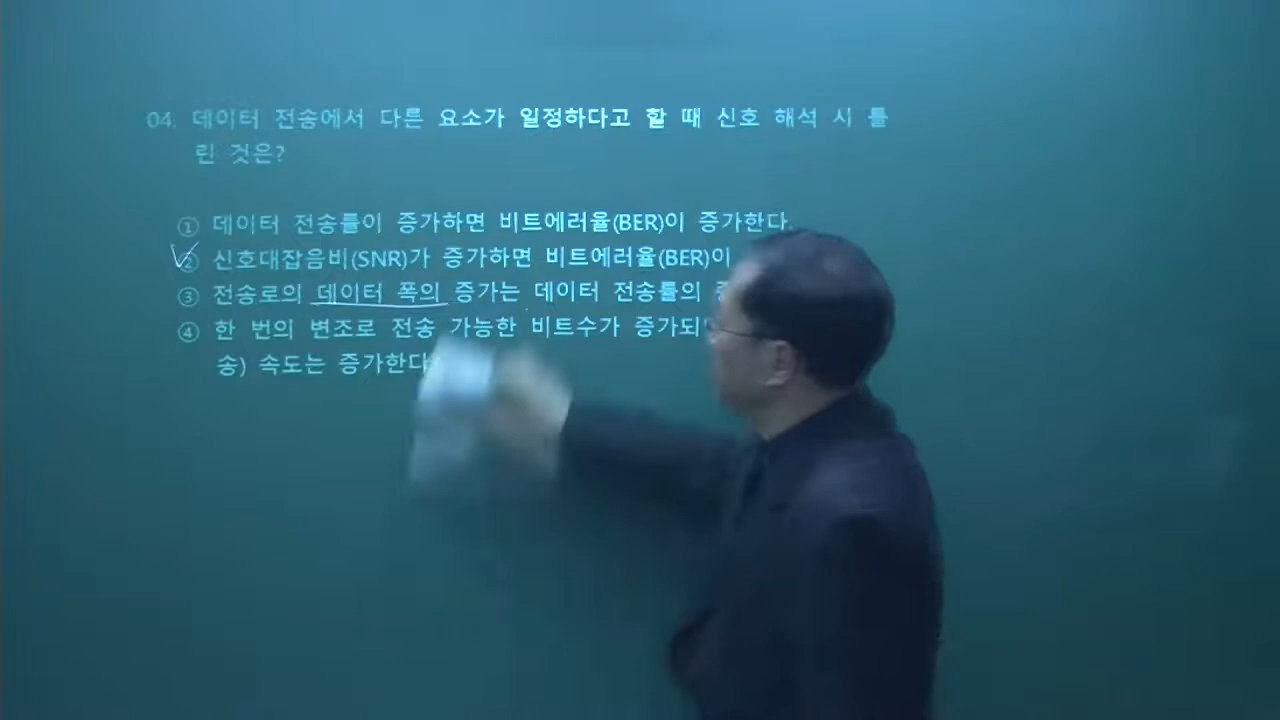 04. 데이터 전송에서 다른 요소가 일정하다고 할 때 신호 해석 시 틀
린 것은?
① 데이터 전송률이 증가하면 비트에러율(BER)이 증가한다.
② 신호대잡음비(SNR)가 증가하면 비트에러율(BER)이
③ 전송로의 데이터 폭의 증가는 데이터 전송률의
④ 한 번의 변조로 전송 가능한 비트수가 증가되
송) 속도는 증가한다